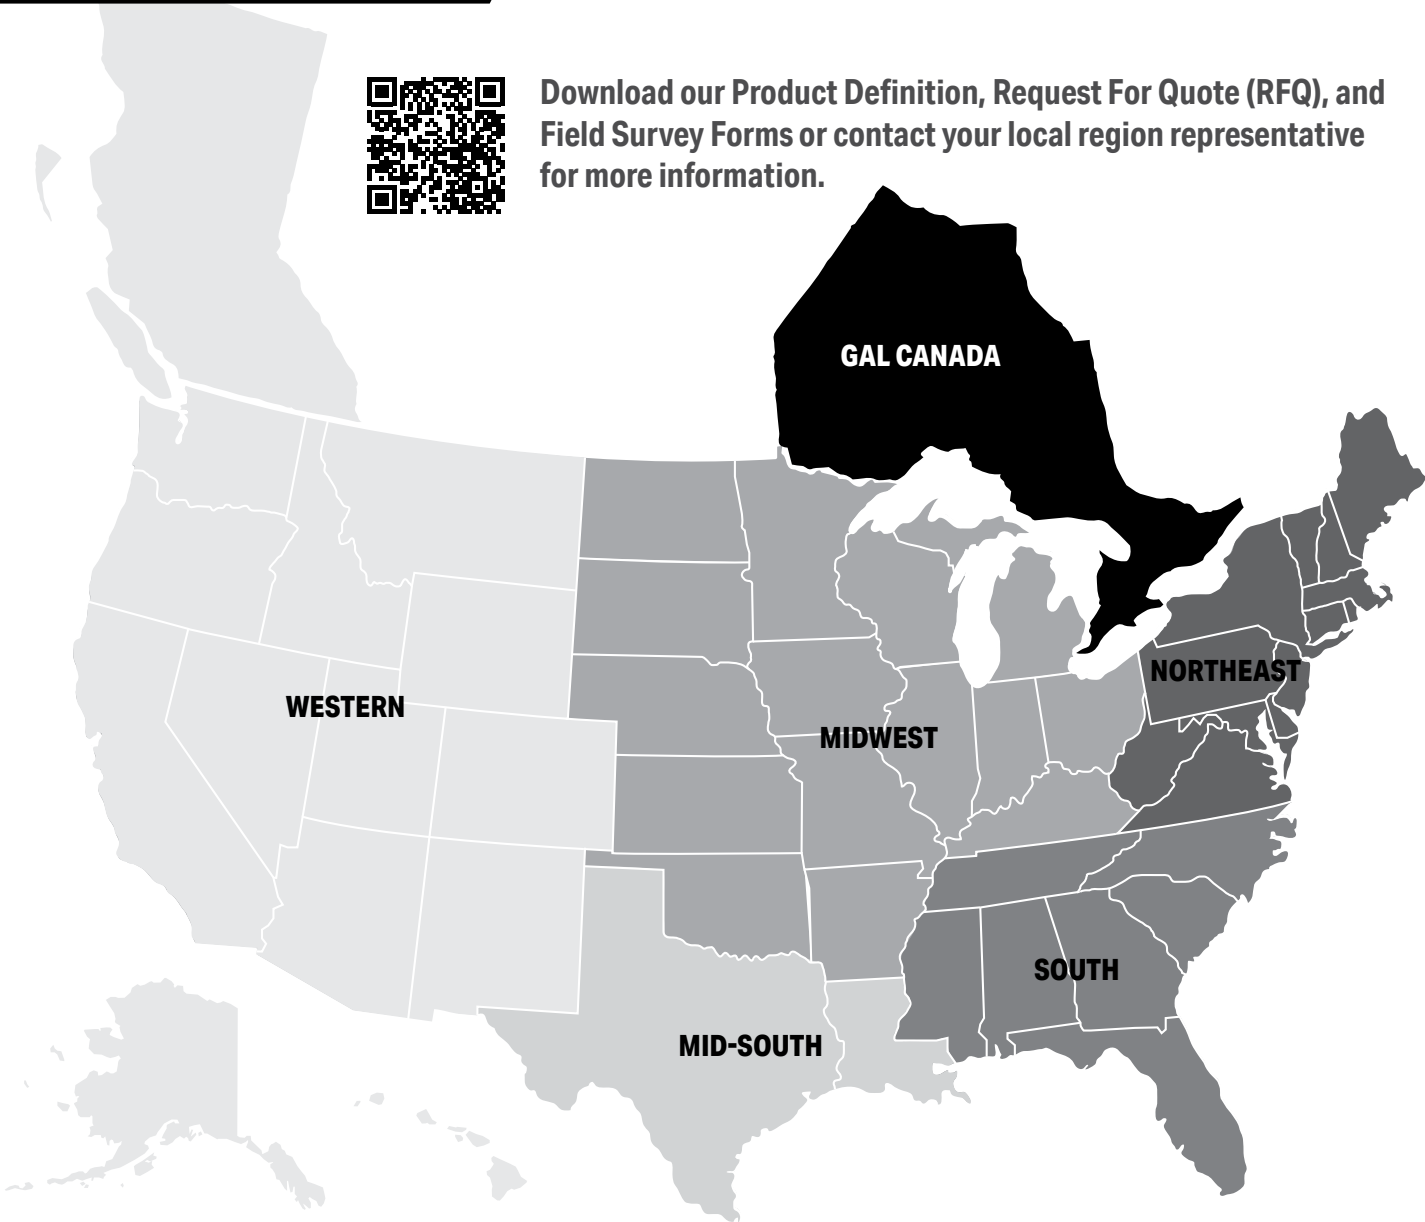 Download our Product Definition, Request For Quote (RFQ), and
Field Survey Forms or contact your local region representative
for more information.
GAL CANADA
NORTHEAST
WESTERN
MIDWEST
SOUTH
MID-SOUTH